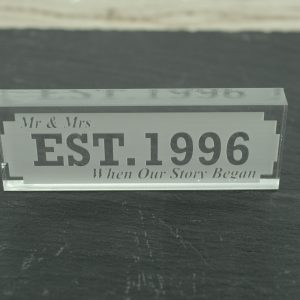 Mr & Mrs
EST.1996
When Our Story Began